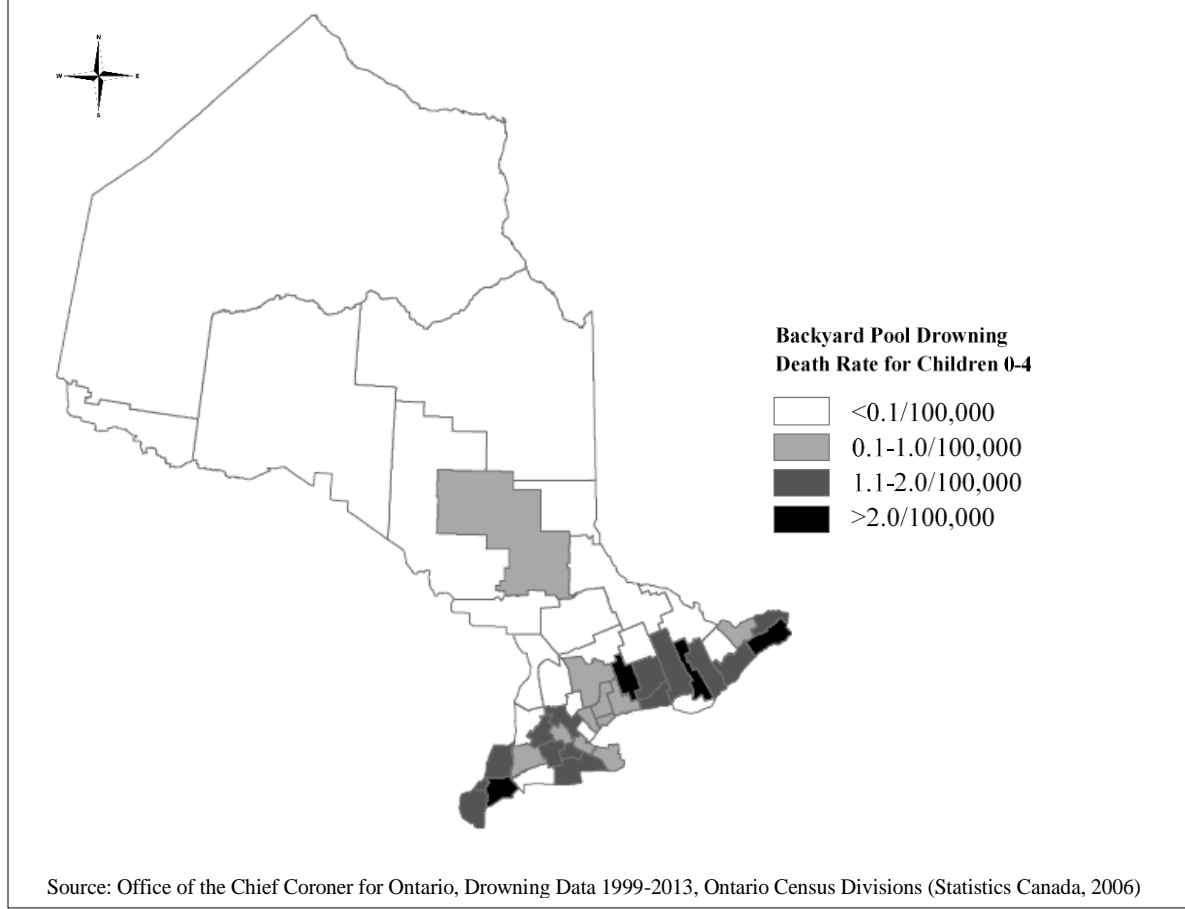 N
W E
S
Backyard Pool Drowning
Death Rate for Children 0-4
<0.1/100,000
0.1-1.0/100,000
1.1-2.0/100,000
>2.0/100,000
Source: Office of the Chief Coroner for Ontario, Drowning Data 1999-2013, Ontario Census Divisions (Statistics Canada, 2006)